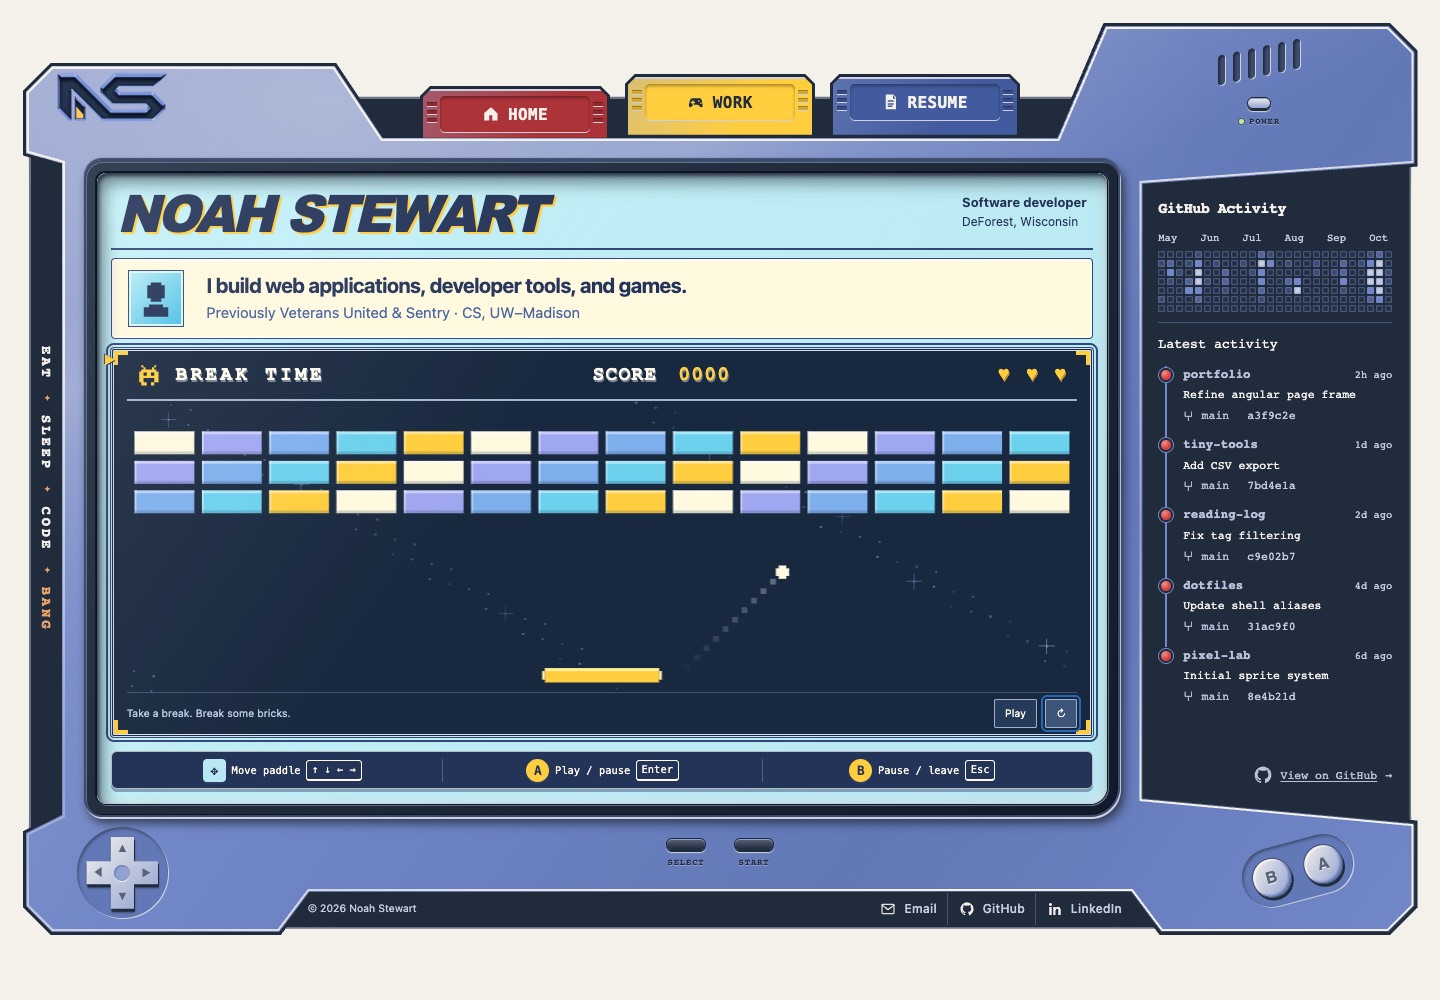 NS
HOME
WORK
RESUME
POWER
NOAH STEWART
Software developer
DeForest, Wisconsin
I build web applications, developer tools, and games.
Previously Veterans United & Sentry · CS, UW–Madison
BREAK TIME
SCORE 0000
Take a break. Break some bricks.
Play
Move paddle ↑ ↓ ← →
A Play / pause Enter
B Pause / leave Esc
EAT ✦ SLEEP ✦ CODE ✦ BANG
GitHub Activity
May Jun Jul Aug Sep Oct
Latest activity
portfolio 2h ago
Refine angular page frame
main a3f9c2e
tiny-tools 1d ago
Add CSV export
main 7bd4e1a
reading-log 2d ago
Fix tag filtering
main c9e02b7
dotfiles 4d ago
Update shell aliases
main 31ac9f0
pixel-lab 6d ago
Initial sprite system
main 8e4b21d
View on GitHub →
SELECT
START
B
A
© 2026 Noah Stewart
Email
GitHub
LinkedIn